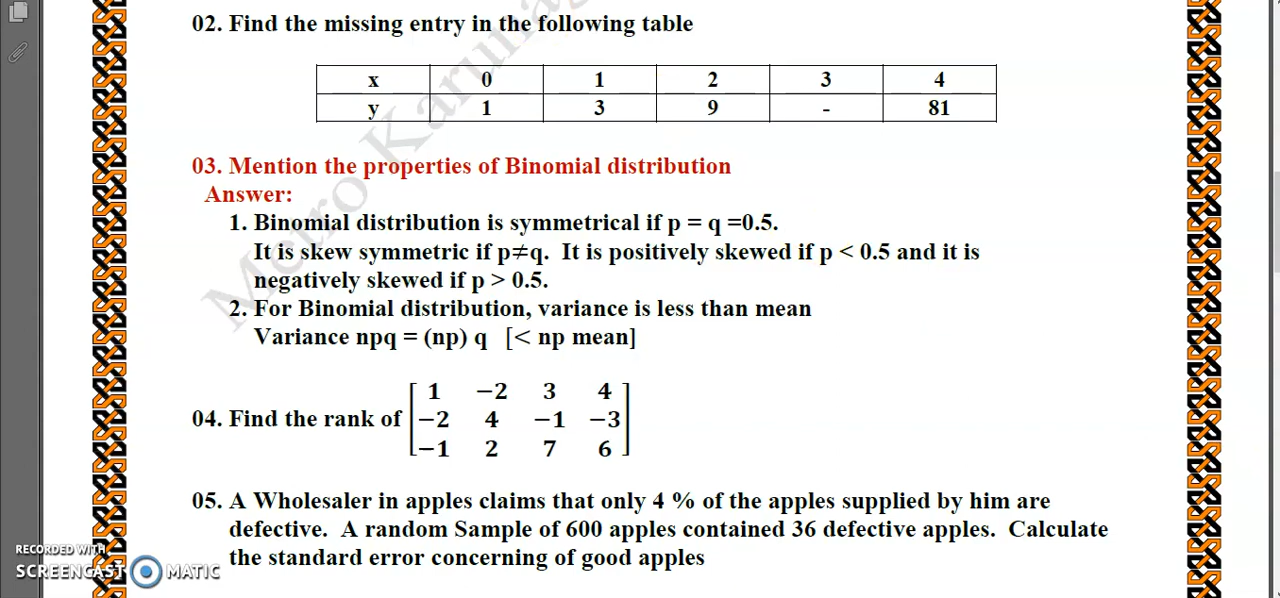 02. Find the missing entry in the following table
x 0 1 2 3 4
y 1 3 9 - 81
03. Mention the properties of Binomial distribution
Answer:
1. Binomial distribution is symmetrical if p = q =0.5.
It is skew symmetric if p≠q. It is positively skewed if p < 0.5 and it is
negatively skewed if p > 0.5.
2. For Binomial distribution, variance is less than mean
Variance npq = (np) q [< np mean]
1 −2 3 4
04. Find the rank of −2 4 −1 −3
−1 2 7 6
05. A Wholesaler in apples claims that only 4 % of the apples supplied by him are
defective. A random Sample of 600 apples contained 36 defective apples. Calculate
the standard error concerning of good apples
RECORDED WITH
SCREENCAST MATIC